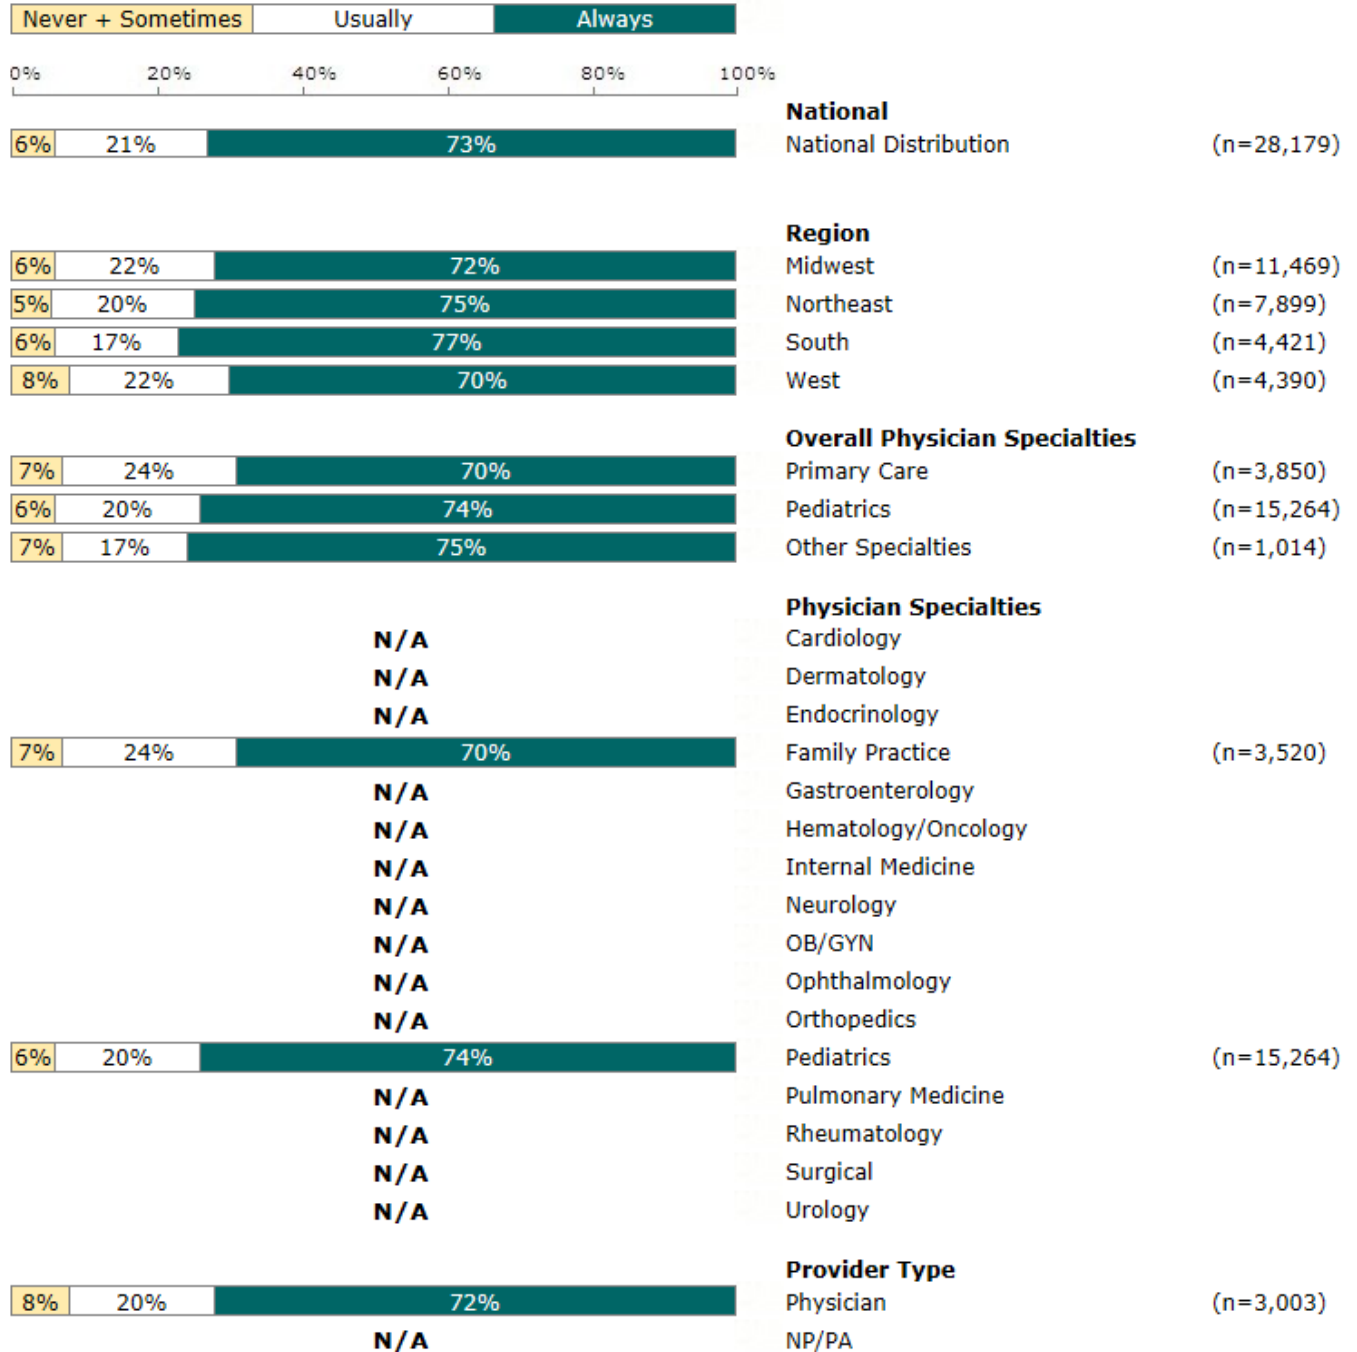 Never + Sometimes Usually Always
0% 20% 40% 60% 80% 100%
National
6% 21% 73% National Distribution (n=28,179)
Region
6% 22% 72% Midwest (n=11,469)
5% 20% 75% Northeast (n=7,899)
6% 17% 77% South (n=4,421)
8% 22% 70% West (n=4,390)
Overall Physician Specialties
7% 24% 70% Primary Care (n=3,850)
6% 20% 74% Pediatrics (n=15,264)
7% 17% 75% Other Specialties (n=1,014)
Physician Specialties
N/A Cardiology
N/A Dermatology
N/A Endocrinology
7% 24% 70% Family Practice (n=3,520)
N/A Gastroenterology
N/A Hematology/Oncology
N/A Internal Medicine
N/A Neurology
N/A OB/GYN
N/A Ophthalmology
N/A Orthopedics
6% 20% 74% Pediatrics (n=15,264)
N/A Pulmonary Medicine
N/A Rheumatology
N/A Surgical
N/A Urology
Provider Type
8% 20% 72% Physician (n=3,003)
N/A NP/PA